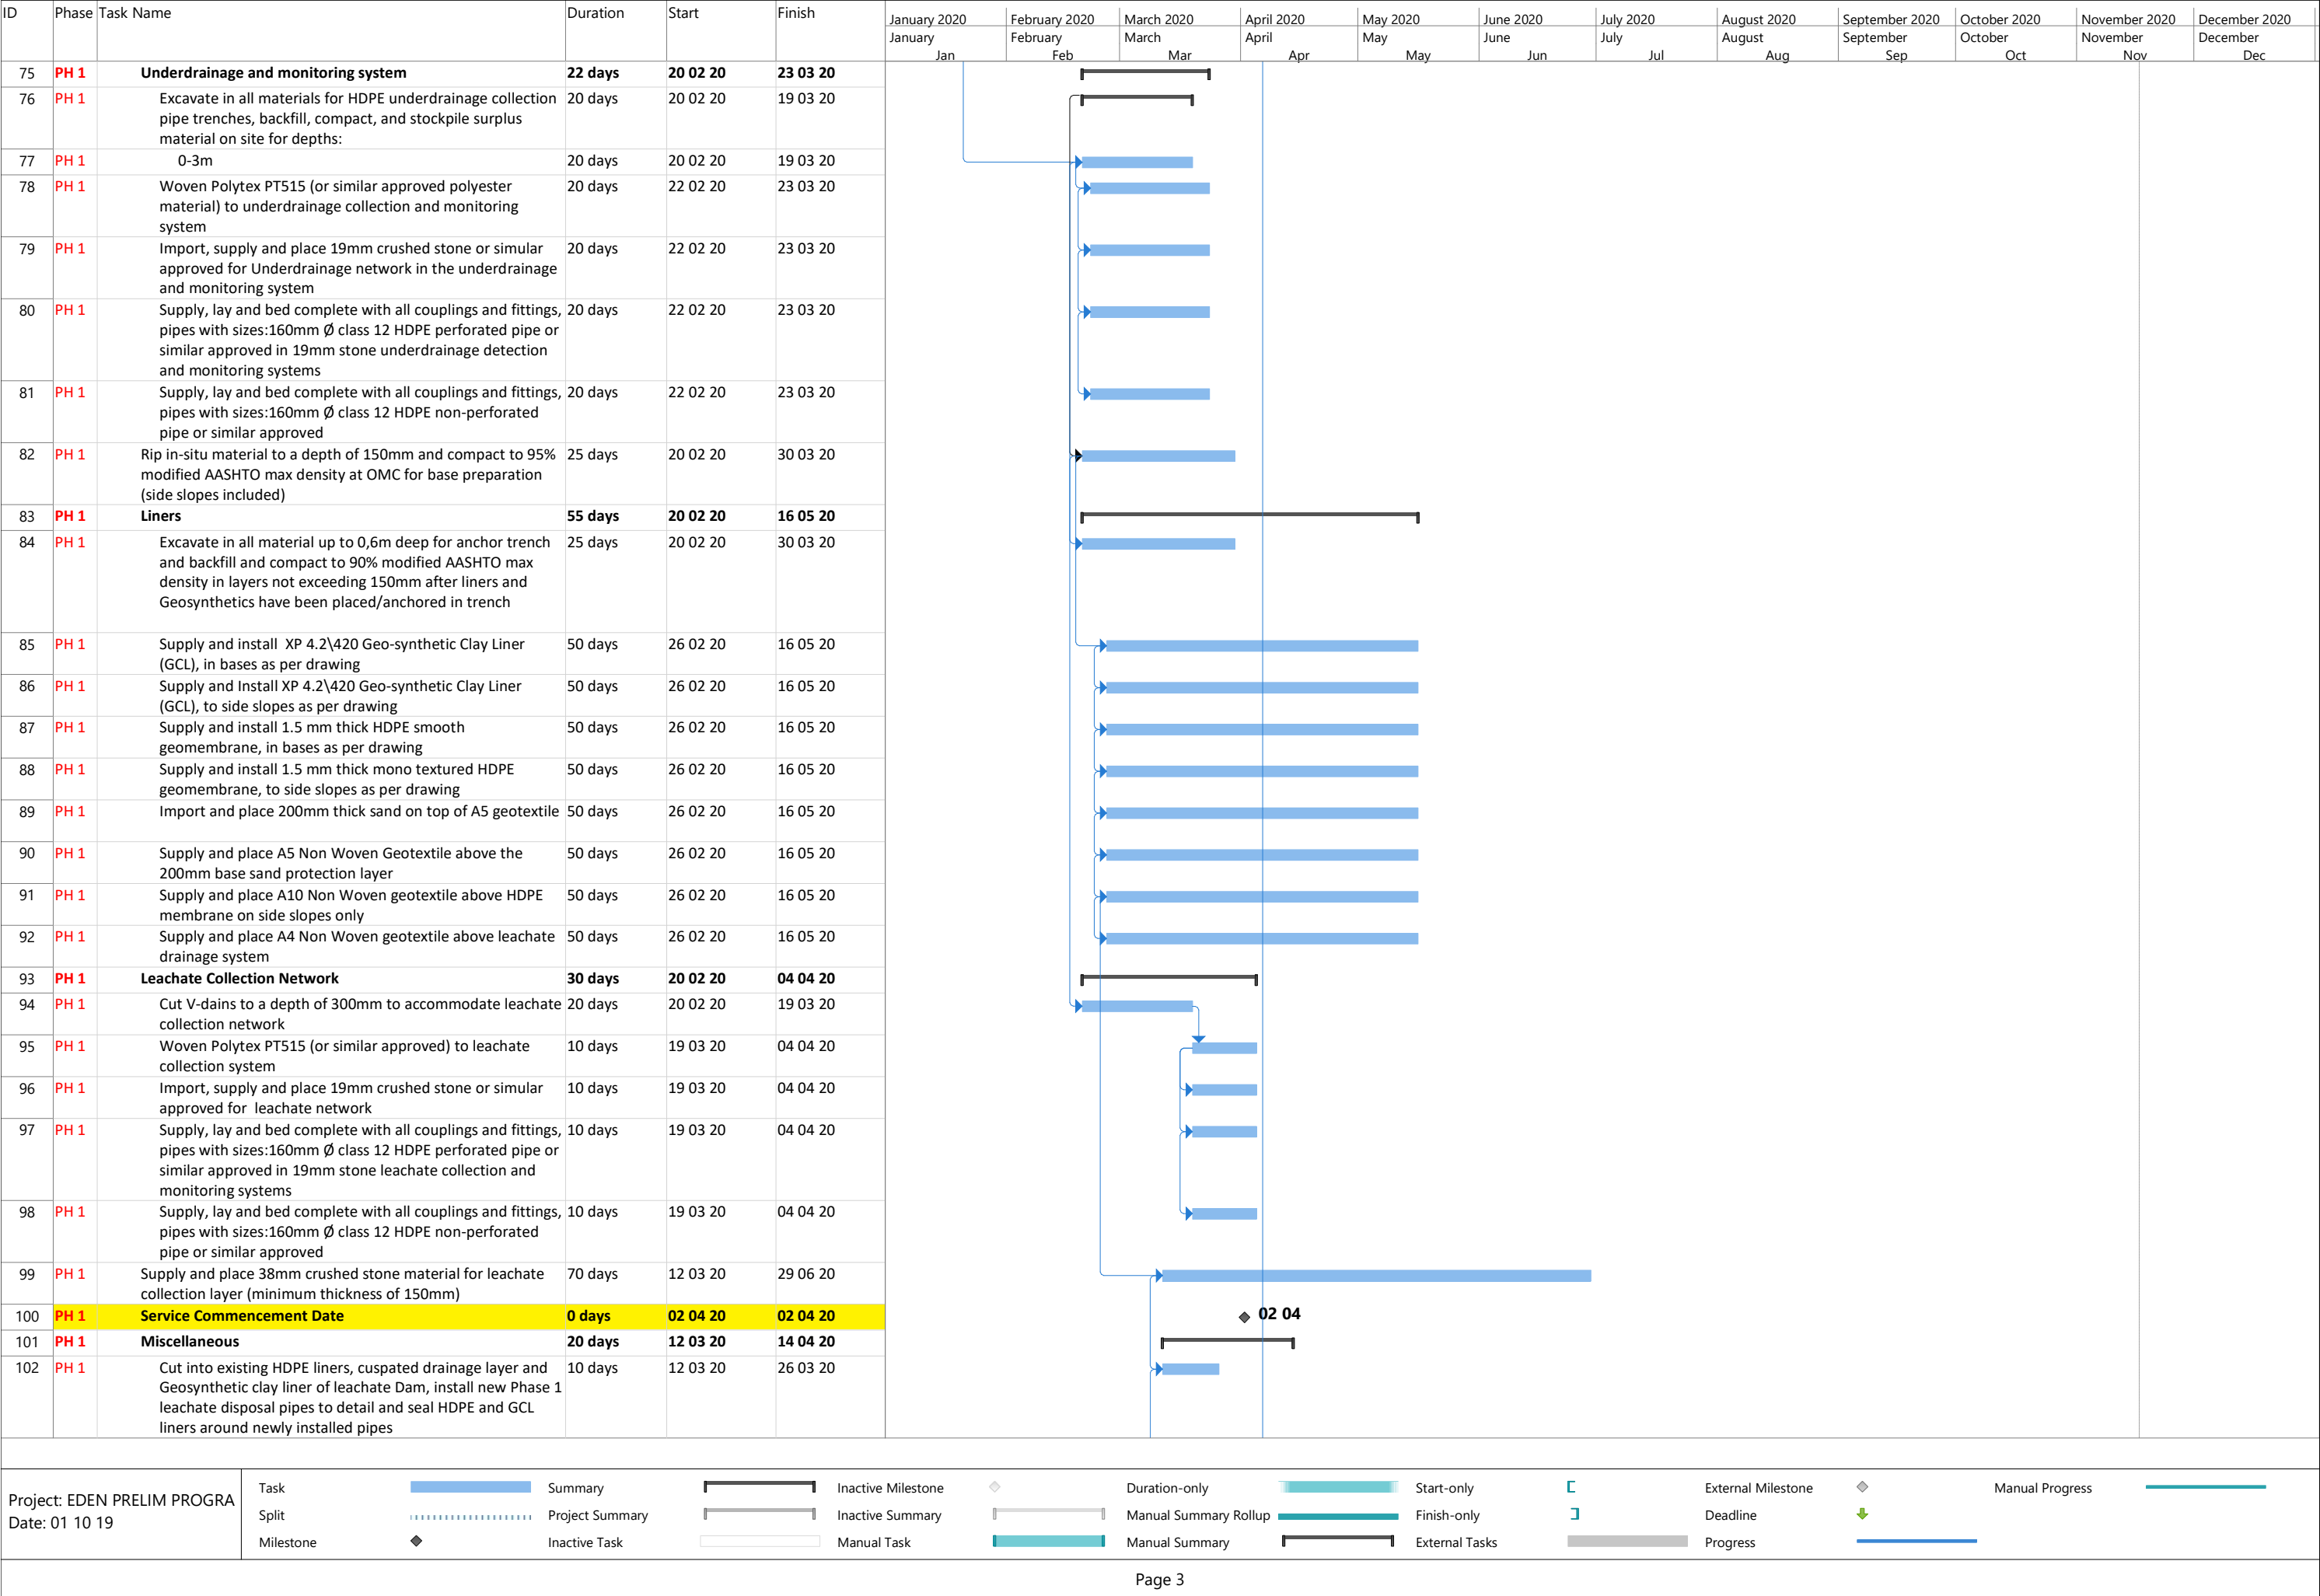 ID Phase Task Name Duration Start Finish
January 2020 February 2020 March 2020 April 2020 May 2020 June 2020 July 2020 August 2020 September 2020 October 2020 November 2020 December 2020
January February March April May June July August September October November December
Jan Feb Mar Apr May Jun Jul Aug Sep Oct Nov Dec
75 PH 1 Underdrainage and monitoring system 22 days 20 02 20 23 03 20
76 PH 1 Excavate in all materials for HDPE underdrainage collection 20 days 20 02 20 19 03 20
pipe trenches, backfill, compact, and stockpile surplus
material on site for depths:
77 PH 1 0-3m 20 days 20 02 20 19 03 20
78 PH 1 Woven Polytex PT515 (or similar approved polyester 20 days 22 02 20 23 03 20
material) to underdrainage collection and monitoring
system
79 PH 1 Import, supply and place 19mm crushed stone or simular 20 days 22 02 20 23 03 20
approved for Underdrainage network in the underdrainage
and monitoring system
80 PH 1 Supply, lay and bed complete with all couplings and fittings, 20 days 22 02 20 23 03 20
pipes with sizes:160mm Ø class 12 HDPE perforated pipe or
similar approved in 19mm stone underdrainage detection
and monitoring systems
81 PH 1 Supply, lay and bed complete with all couplings and fittings, 20 days 22 02 20 23 03 20
pipes with sizes:160mm Ø class 12 HDPE non-perforated
pipe or similar approved
82 PH 1 Rip in-situ material to a depth of 150mm and compact to 95% 25 days 20 02 20 30 03 20
modified AASHTO max density at OMC for base preparation
(side slopes included)
83 PH 1 Liners 55 days 20 02 20 16 05 20
84 PH 1 Excavate in all material up to 0,6m deep for anchor trench 25 days 20 02 20 30 03 20
and backfill and compact to 90% modified AASHTO max
density in layers not exceeding 150mm after liners and
Geosynthetics have been placed/anchored in trench
85 PH 1 Supply and install XP 4.2\420 Geo-synthetic Clay Liner 50 days 26 02 20 16 05 20
(GCL), in bases as per drawing
86 PH 1 Supply and Install XP 4.2\420 Geo-synthetic Clay Liner 50 days 26 02 20 16 05 20
(GCL), to side slopes as per drawing
87 PH 1 Supply and install 1.5 mm thick HDPE smooth 50 days 26 02 20 16 05 20
geomembrane, in bases as per drawing
88 PH 1 Supply and install 1.5 mm thick mono textured HDPE 50 days 26 02 20 16 05 20
geomembrane, to side slopes as per drawing
89 PH 1 Import and place 200mm thick sand on top of A5 geotextile 50 days 26 02 20 16 05 20
90 PH 1 Supply and place A5 Non Woven Geotextile above the 50 days 26 02 20 16 05 20
200mm base sand protection layer
91 PH 1 Supply and place A10 Non Woven geotextile above HDPE 50 days 26 02 20 16 05 20
membrane on side slopes only
92 PH 1 Supply and place A4 Non Woven geotextile above leachate 50 days 26 02 20 16 05 20
drainage system
93 PH 1 Leachate Collection Network 30 days 20 02 20 04 04 20
94 PH 1 Cut V-dains to a depth of 300mm to accommodate leachate 20 days 20 02 20 19 03 20
collection network
95 PH 1 Woven Polytex PT515 (or similar approved) to leachate 10 days 19 03 20 04 04 20
collection system
96 PH 1 Import, supply and place 19mm crushed stone or simular 10 days 19 03 20 04 04 20
approved for leachate network
97 PH 1 Supply, lay and bed complete with all couplings and fittings, 10 days 19 03 20 04 04 20
pipes with sizes:160mm Ø class 12 HDPE perforated pipe or
similar approved in 19mm stone leachate collection and
monitoring systems
98 PH 1 Supply, lay and bed complete with all couplings and fittings, 10 days 19 03 20 04 04 20
pipes with sizes:160mm Ø class 12 HDPE non-perforated
pipe or similar approved
99 PH 1 Supply and place 38mm crushed stone material for leachate 70 days 12 03 20 29 06 20
collection layer (minimum thickness of 150mm)
100 PH 1 Service Commencement Date 0 days 02 04 20 02 04 20 02 04
101 PH 1 Miscellaneous 20 days 12 03 20 14 04 20
102 PH 1 Cut into existing HDPE liners, cuspated drainage layer and 10 days 12 03 20 26 03 20
Geosynthetic clay liner of leachate Dam, install new Phase 1
leachate disposal pipes to detail and seal HDPE and GCL
liners around newly installed pipes
Project: EDEN PRELIM PROGRA
Date: 01 10 19
Task Summary Inactive Milestone Duration-only Start-only External Milestone Manual Progress
Split Project Summary Inactive Summary Manual Summary Rollup Finish-only Deadline
Milestone Inactive Task Manual Task Manual Summary External Tasks Progress
Page 3